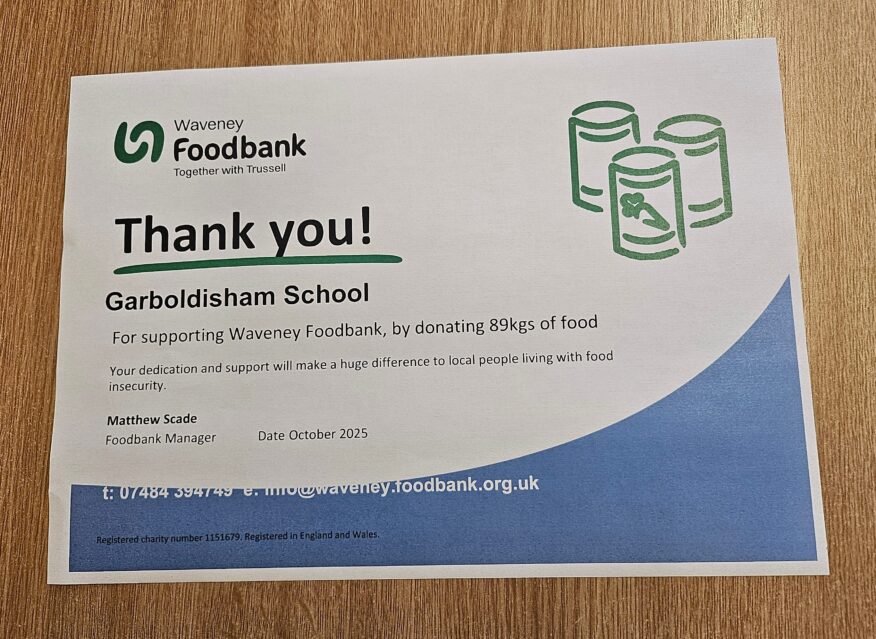 Waveney
Foodbank
Together with Trussell
Thank you!
Garboldisham School
For supporting Waveney Foodbank, by donating 89kgs of food
Your dedication and support will make a huge difference to local people living with food
insecurity.
Matthew Scade
Foodbank Manager Date October 2025
t: 07484 394749 e: info@waveney.foodbank.org.uk
Registered charity number 1151679. Registered in England and Wales.